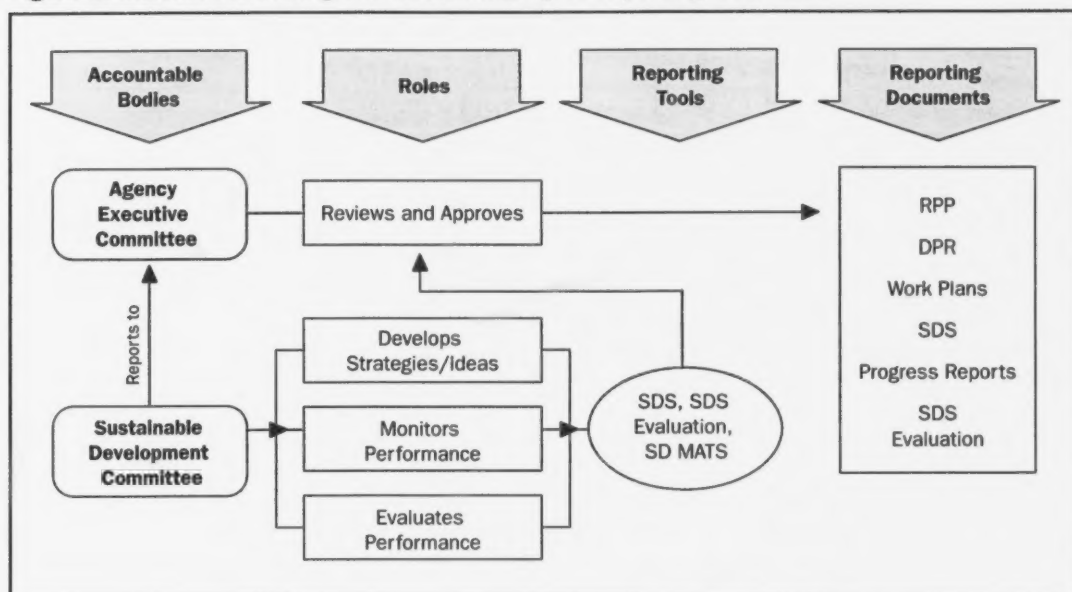 Accountable
Bodies
Roles
Reporting
Tools
Reporting
Documents
Agency
Executive
Committee
Reviews and Approves
Reports to
Sustainable
Development
Committee
Develops
Strategies/Ideas
Monitors
Performance
Evaluates
Performance
SDS, SDS
Evaluation,
SD MATS
RPP
DPR
Work Plans
SDS
Progress Reports
SDS
Evaluation